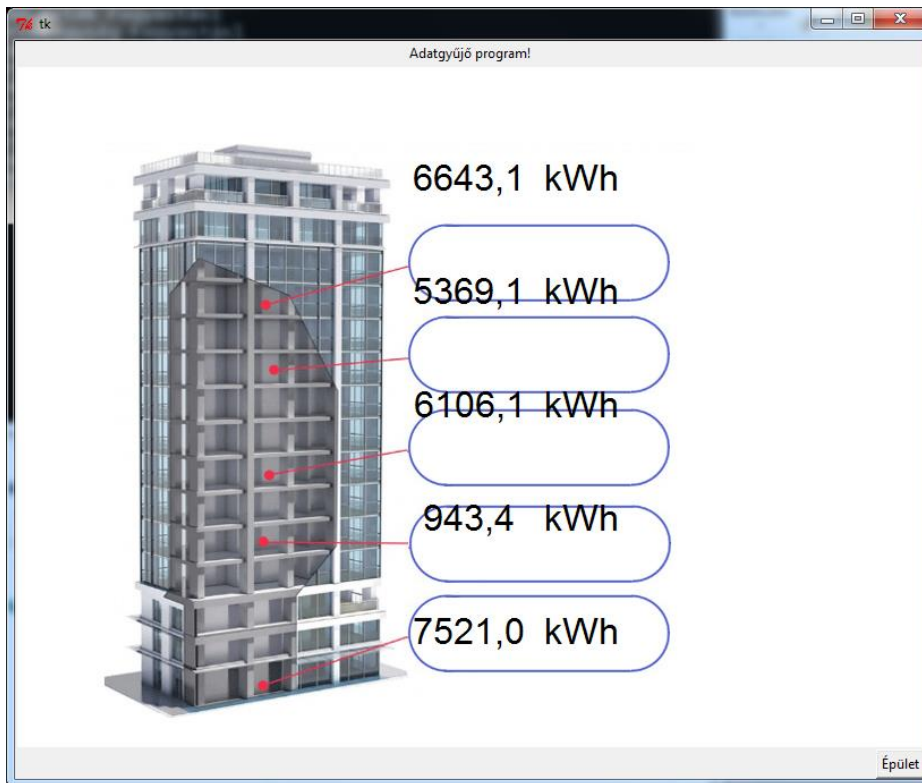 tk
Adatgyűjő program!
6643,1 kWh
5369,1 kWh
6106,1 kWh
943,4 kWh
7521,0 kWh
Épület